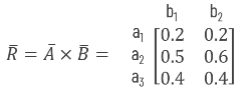 b₁ b₂
a₁ [0.2 0.2]
R̅ = A̅ × B̅ = a₂ [0.5 0.6]
a₃ [0.4 0.4]